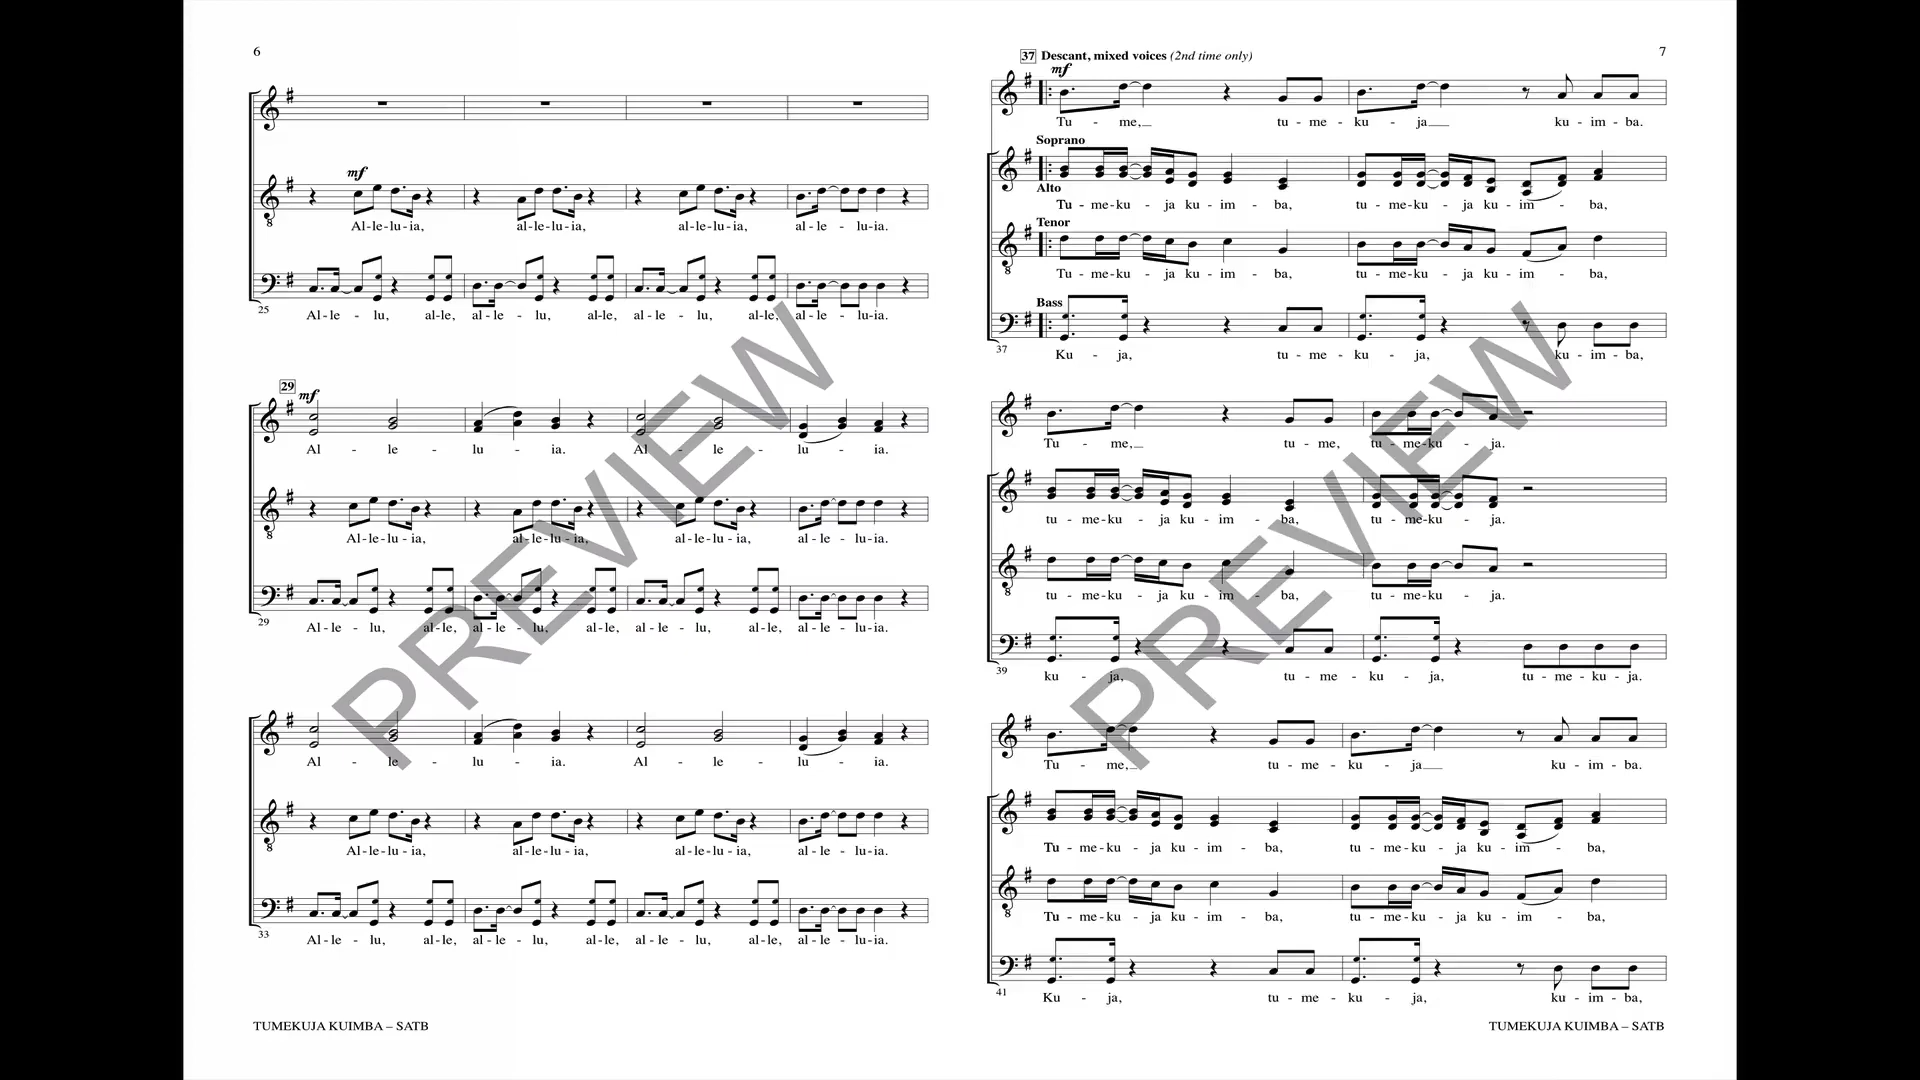 6
mf
Al - le - lu - ia, al - le - lu - ia, al - le - lu - ia, al - le - lu - ia.
25
Al - le - lu, al-le, al - le - lu, al-le, al - le - lu, al-le, al - le - lu-ia.
29
mf
Al - le - lu - ia. Al - le - lu - ia.
Al - le - lu - ia, al - le - lu - ia, al - le - lu - ia, al - le - lu-ia.
29
Al - le - lu, al-le, al - le - lu, al-le, al - le - lu, al-le, al - le - lu-ia.
Al - le - lu - ia. Al - le - lu - ia.
Al - le - lu - ia, al - le - lu - ia, al - le - lu - ia, al - le - lu-ia.
33
Al - le - lu, al-le, al - le - lu, al-le, al - le - lu, al-le, al - le - lu-ia.
TUMEKUJA KUIMBA – SATB
PREVIEW
7
37 Descant, mixed voices (2nd time only)
mf
Tu - me, tu - me - ku - ja ku - im - ba.
Soprano
Alto
Tu - me-ku - ja ku - im - ba, tu - me-ku - ja ku - im - ba,
Tenor
Tu - me-ku - ja ku - im - ba, tu - me-ku - ja ku - im - ba,
Bass
37
Ku - ja, tu - me - ku - ja, ku - im - ba,
Tu - me, tu - me, tu - me-ku - ja.
tu - me-ku - ja ku - im - ba, tu - me-ku - ja.
tu - me-ku - ja ku - im - ba, tu - me-ku - ja.
39
ku - ja, tu - me - ku - ja, tu - me - ku - ja.
Tu - me, tu - me - ku - ja ku - im - ba.
Tu - me-ku - ja ku - im - ba, tu - me-ku - ja ku - im - ba,
Tu - me-ku - ja ku - im - ba, tu - me-ku - ja ku - im - ba,
41
Ku - ja, tu - me - ku - ja, ku - im - ba,
TUMEKUJA KUIMBA – SATB
PREVIEW